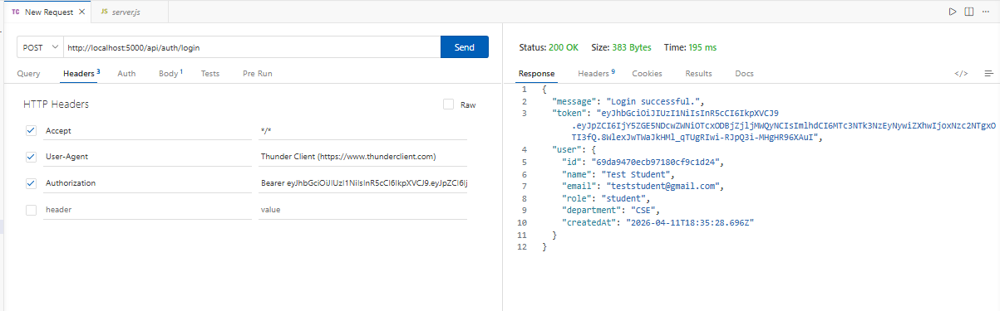 TC New Request
JS server.js
POST http://localhost:5000/api/auth/login Send
Query Headers 3 Auth Body 1 Tests Pre Run
HTTP Headers Raw
Accept */*
User-Agent Thunder Client (https://www.thunderclient.com)
Authorization Bearer eyJhbGciOiJIUzI1NiIsInR5cCI6IkpXVCJ9.eyJpZCI6Ij
header value
Status: 200 OK Size: 383 Bytes Time: 195 ms
Response Headers 9 Cookies Results Docs </>
1 {
2 "message": "Login successful.",
3 "token": "eyJhbGciOiJIUzI1NiIsInR5cCI6IkpXVCJ9
.eyJpZCI6IjY5ZGE5NDcwZWNiOTcxODBjZjljMWQyNCIsImlhdCI6MTc3NTk3NzEyNywiZXhwIjoxNzc2NTgxO
TI3fQ.8WlexJwTWaJkHMl_qTUgRIwi-RJpQ3i-MHgHR96XAuI",
4 "user": {
5 "id": "69da9470ecb97180cf9c1d24",
6 "name": "Test Student",
7 "email": "teststudent@gmail.com",
8 "role": "student",
9 "department": "CSE",
10 "createdAt": "2026-04-11T18:35:28.696Z"
11 }
12 }